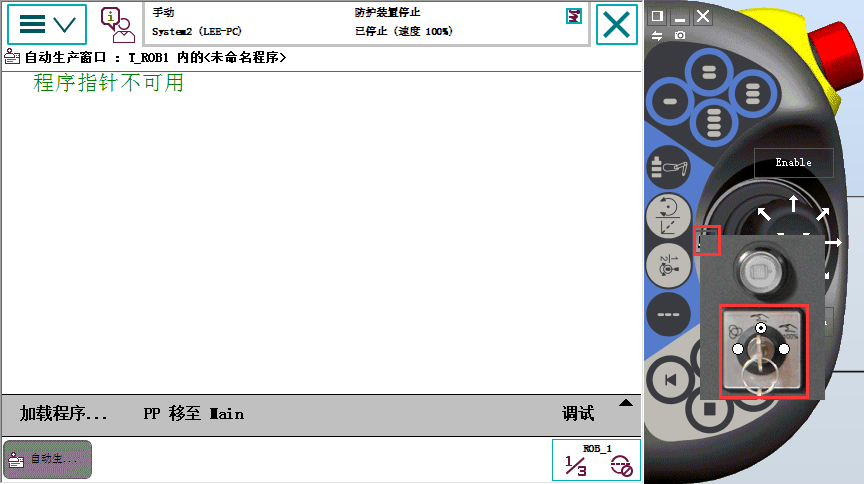 手动
防护装置停止
System2 (LEE-PC)
已停止 (速度 100%)
自动生产窗口 : T_ROB1 内的<未命名程序>
程序指针不可用
Enable
100%
加载程序...
PP 移至 Main
调试
自动生...
ROB_1
1/3